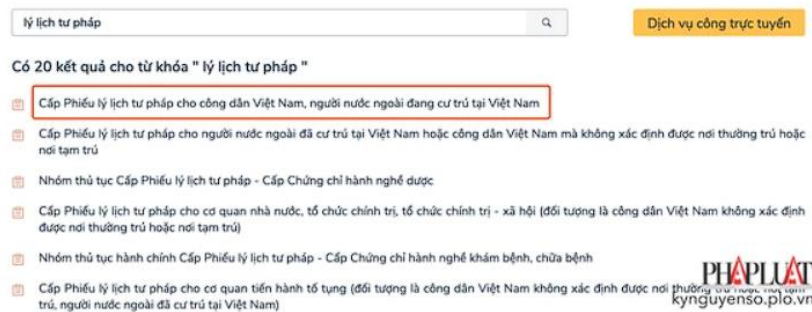 lý lịch tư pháp
Dịch vụ công trực tuyến
Có 20 kết quả cho từ khóa " lý lịch tư pháp "
Cấp Phiếu lý lịch tư pháp cho công dân Việt Nam, người nước ngoài đang cư trú tại Việt Nam
Cấp Phiếu lý lịch tư pháp cho người nước ngoài đã cư trú tại Việt Nam hoặc công dân Việt Nam mà không xác định được nơi thường trú hoặc
nơi tạm trú
Nhóm thủ tục Cấp Phiếu lý lịch tư pháp - Cấp Chứng chỉ hành nghề dược
Cấp Phiếu lý lịch tư pháp cho cơ quan nhà nước, tổ chức chính trị, tổ chức chính trị - xã hội (đối tượng là công dân Việt Nam không xác định
được nơi thường trú hoặc nơi tạm trú)
Nhóm thủ tục hành chính Cấp Phiếu lý lịch tư pháp - Cấp Chứng chỉ hành nghề khám bệnh, chữa bệnh
Cấp Phiếu lý lịch tư pháp cho cơ quan tiến hành tố tụng (đối tượng là công dân Việt Nam không xác định được nơi thường trú hoặc nơi tạm
trú, người nước ngoài đã cư trú tại Việt Nam)
PHÁPLUẬT
kynguyenso.plo.vn